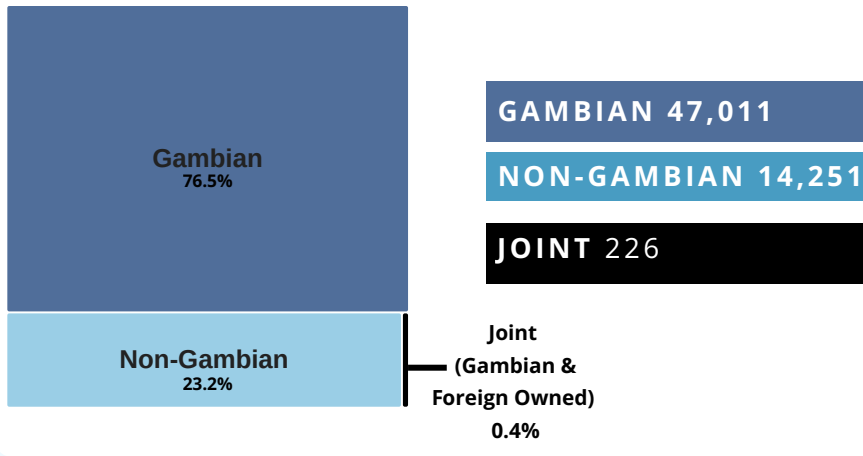 Gambian
76.5%
GAMBIAN 47,011
NON-GAMBIAN 14,251
JOINT 226
Non-Gambian
23.2%
Joint
(Gambian &
Foreign Owned)
0.4%